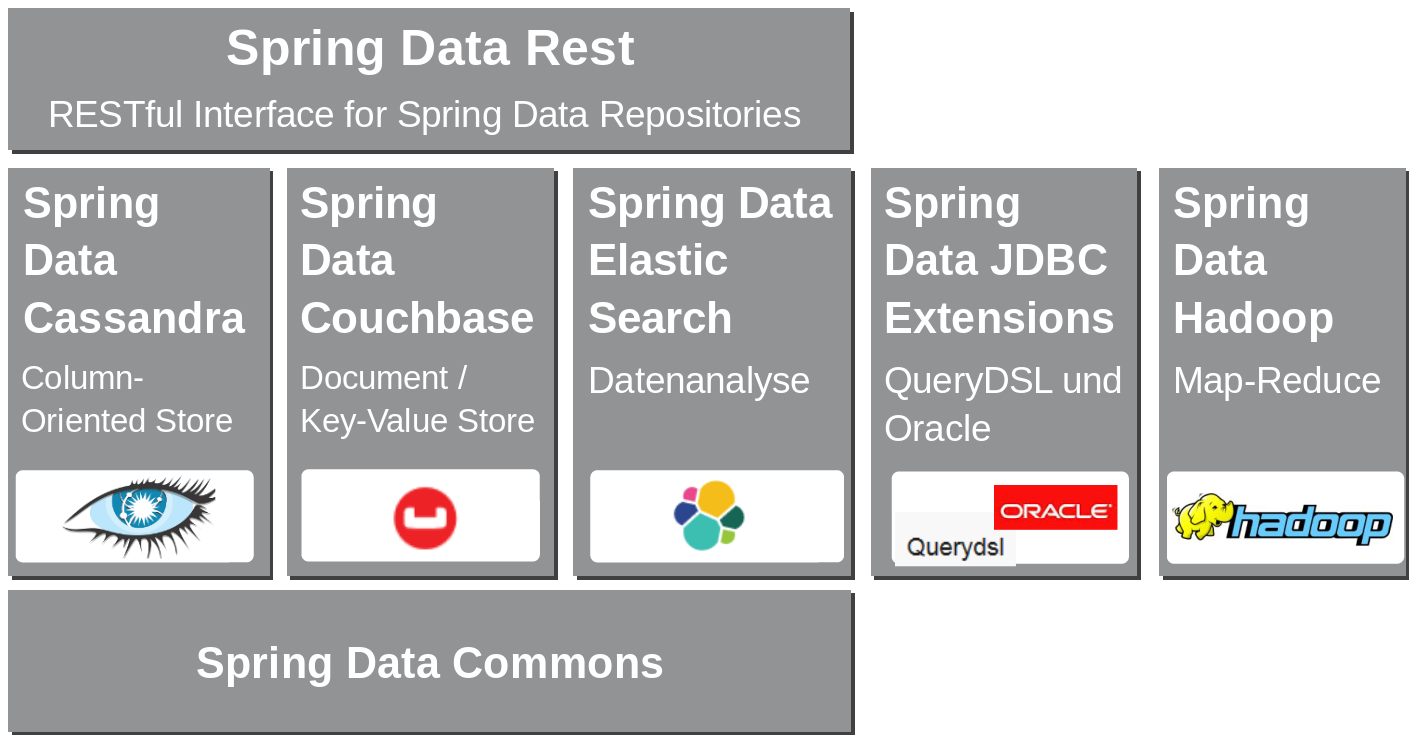 Spring Data Rest
RESTful Interface for Spring Data Repositories
Spring
Data
Cassandra
Column-
Oriented Store
Spring
Data
Couchbase
Document /
Key-Value Store
Spring Data
Elastic
Search
Datenanalyse
Spring
Data JDBC
Extensions
QueryDSL und
Oracle
ORACLE
Querydsl
Spring
Data
Hadoop
Map-Reduce
hadoop
Spring Data Commons